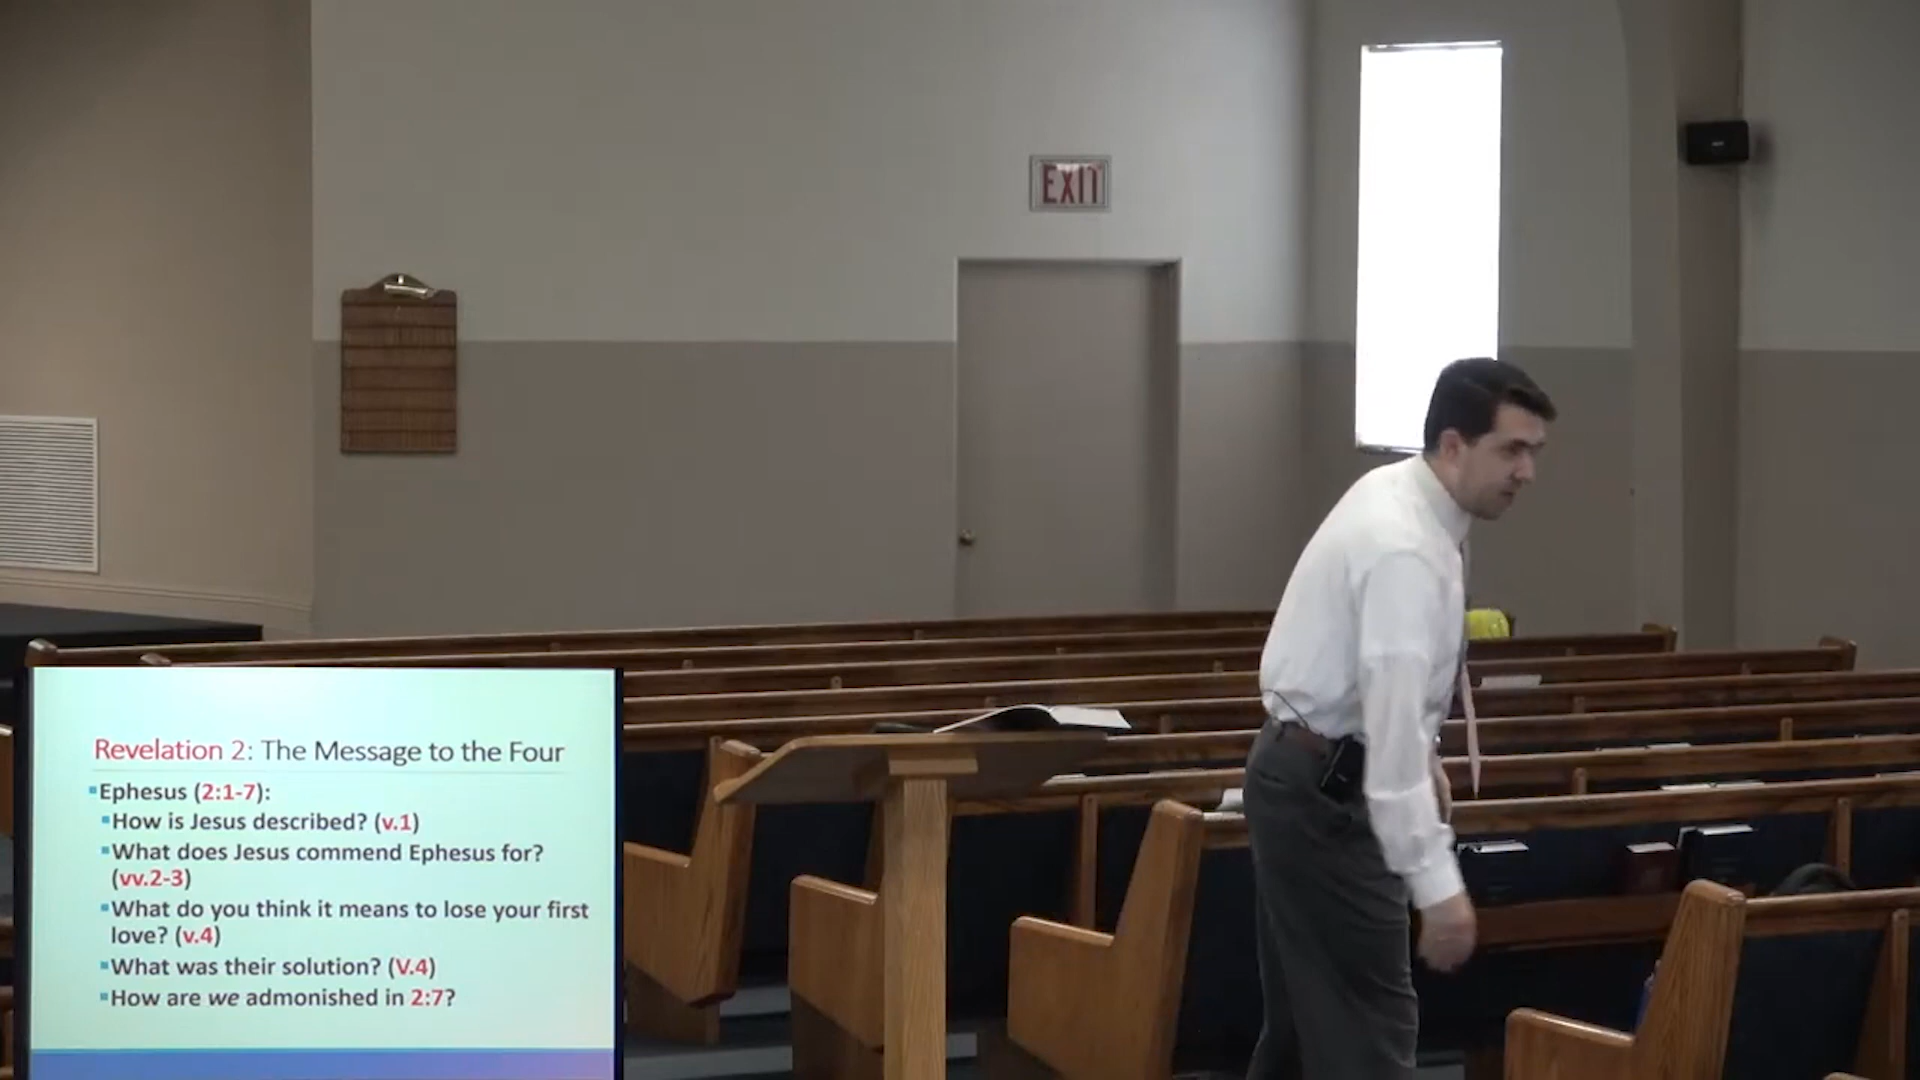 EXIT
Revelation 2: The Message to the Four
Ephesus (2:1-7):
How is Jesus described? (v.1)
What does Jesus commend Ephesus for?
(vv.2-3)
What do you think it means to lose your first
love? (v.4)
What was their solution? (V.4)
How are we admonished in 2:7?